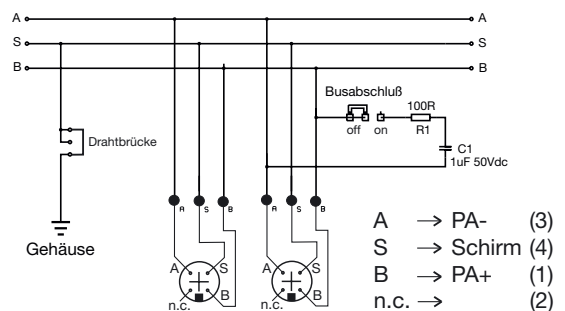 A A
S S
B B
Busabschluß
100R
off on R1
Drahtbrücke
C1
1uF 50Vdc
A S B A S B
Gehäuse
A → PA- (3)
S → Schirm (4)
B → PA+ (1)
n.c. → (2)
A S A S
B B
n.c. n.c.